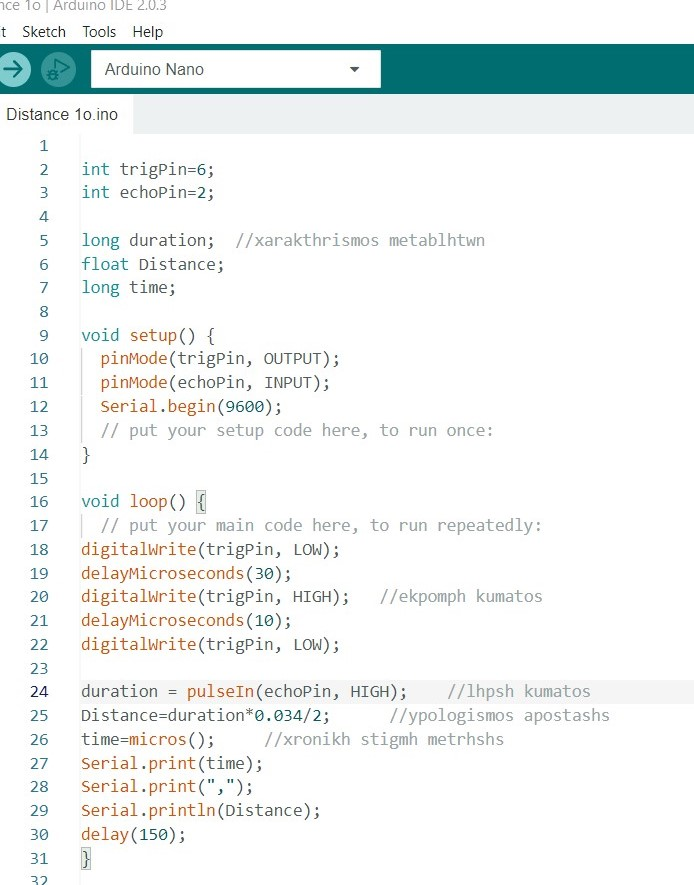 nce 1o | Arduino IDE 2.0.3
t Sketch Tools Help
Arduino Nano
Distance 1o.ino
1
2 int trigPin=6;
3 int echoPin=2;
4
5 long duration; //xarakthrismos metablhtwn
6 float Distance;
7 long time;
8
9 void setup() {
10 pinMode(trigPin, OUTPUT);
11 pinMode(echoPin, INPUT);
12 Serial.begin(9600);
13 // put your setup code here, to run once:
14 }
15
16 void loop() {
17 // put your main code here, to run repeatedly:
18 digitalWrite(trigPin, LOW);
19 delayMicroseconds(30);
20 digitalWrite(trigPin, HIGH); //ekpomph kumatos
21 delayMicroseconds(10);
22 digitalWrite(trigPin, LOW);
23
24 duration = pulseIn(echoPin, HIGH); //lhpsh kumatos
25 Distance=duration*0.034/2; //ypologismos apostashs
26 time=micros(); //xronikh stigmh metrhshs
27 Serial.print(time);
28 Serial.print(",");
29 Serial.println(Distance);
30 delay(150);
31 }
32